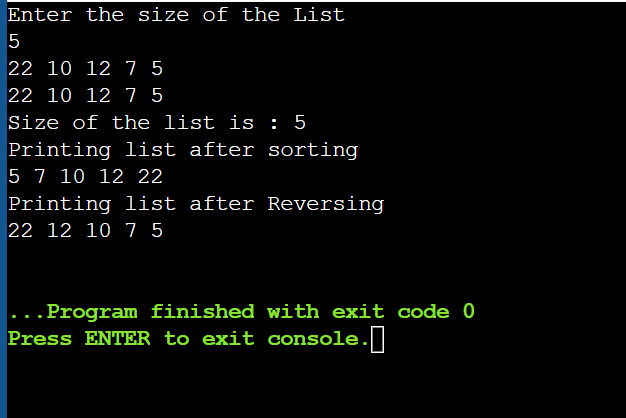 Enter the size of the List
5
22 10 12 7 5
22 10 12 7 5
Size of the list is : 5
Printing list after sorting
5 7 10 12 22
Printing list after Reversing
22 12 10 7 5
...Program finished with exit code 0
Press ENTER to exit console.